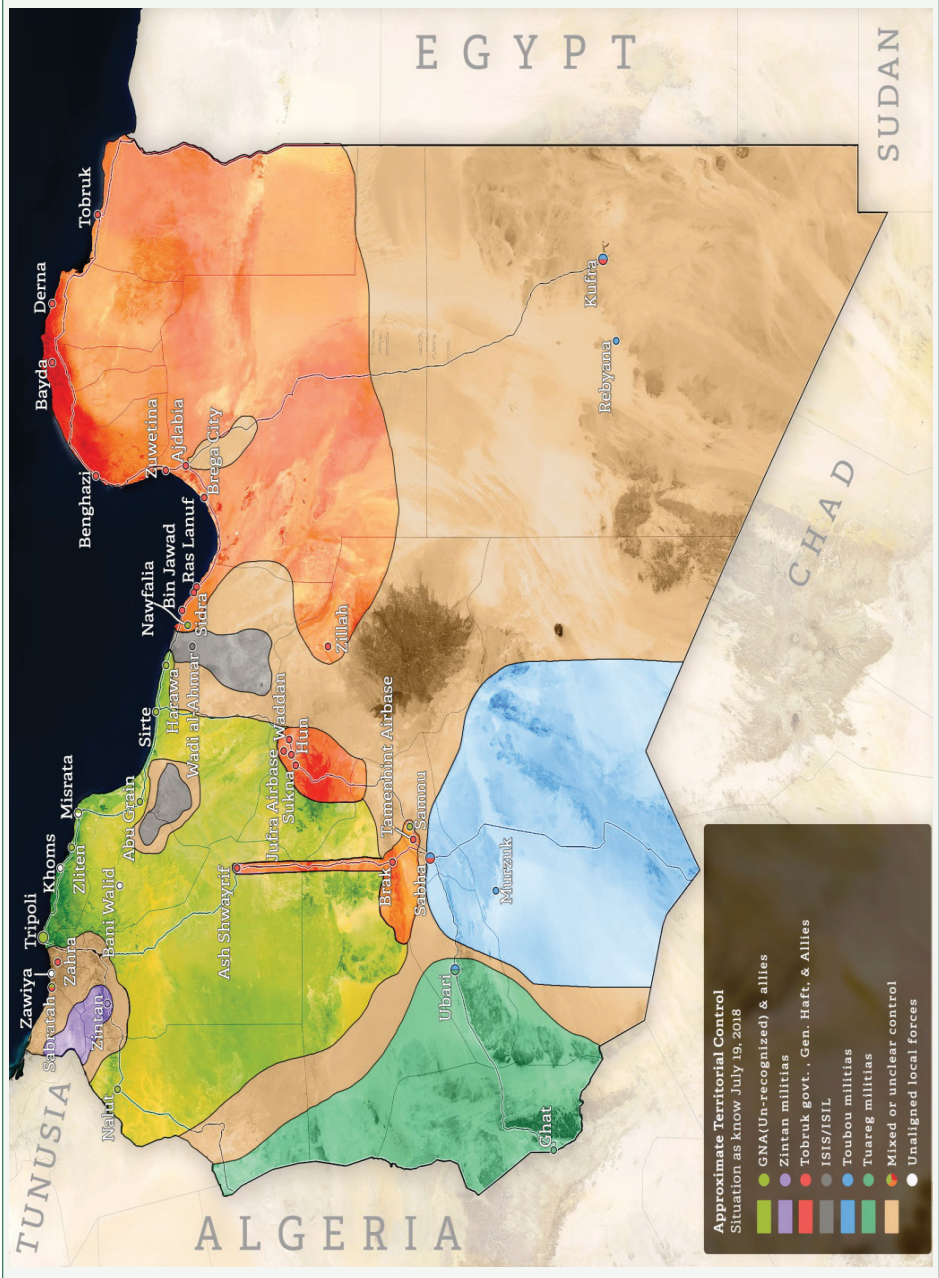 EGYPT
SUDAN
CHAD
ALGERIA
TUNUSIA
Tobruk
Derna
Bayda
Benghazi
Zuwetina
Ajdabia
Brega City
Ras Lanuf
Bin Jawad
Nawfalia
Sidra
Harawa
Wadi al-Ahmar
Sirte
Abu Grain
Misrata
Zliten
Khoms
Tripoli
Bani Walid
Zawiya
Zahra
Sabratah
Zintan
Nalut
Zillah
Waddan
Hun
Jufra Airbase
Sukna
Ash Shwayrif
Tamenhint Airbase
Samnu
Brak
Sabha
Murzuk
Ubari
Ghat
Kufra
Rebyana
Approximate Territorial Control
Situation as know July 19, 2018
GNA(Un-recognized) & allies
Zintan militias
Tobruk govt. , Gen. Haft, & Allies
ISIS/ISIL
Toubou militias
Tuareg militias
Mixed or unclear control
Unaligned local forces